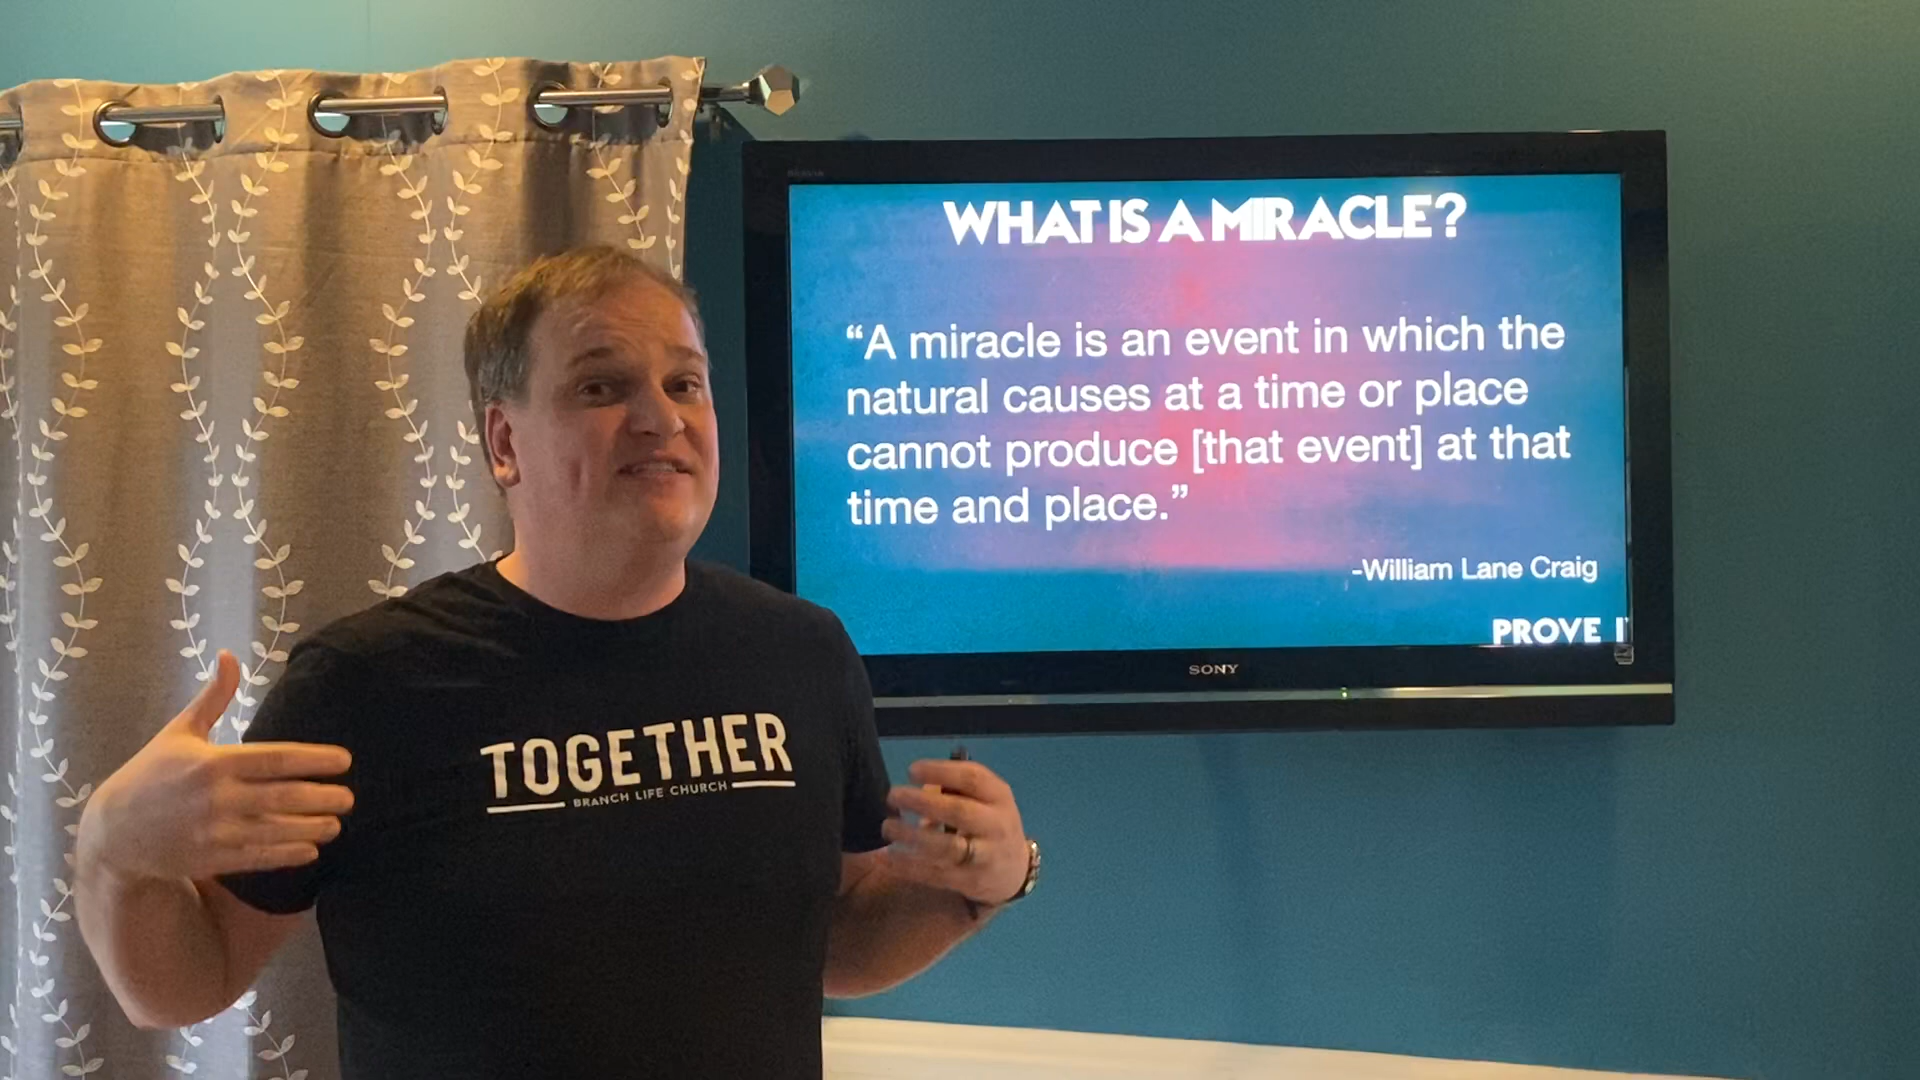 WHAT IS A MIRACLE?
“A miracle is an event in which the
natural causes at a time or place
cannot produce [that event] at that
time and place.”
-William Lane Craig
PROVE
SONY
TOGETHER
BRANCH LIFE CHURCH